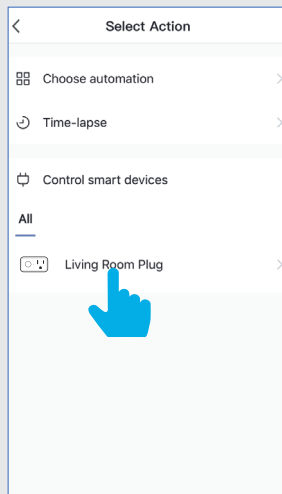 Select Action
Choose automation
Time-lapse
Control smart devices
All
Living Room Plug